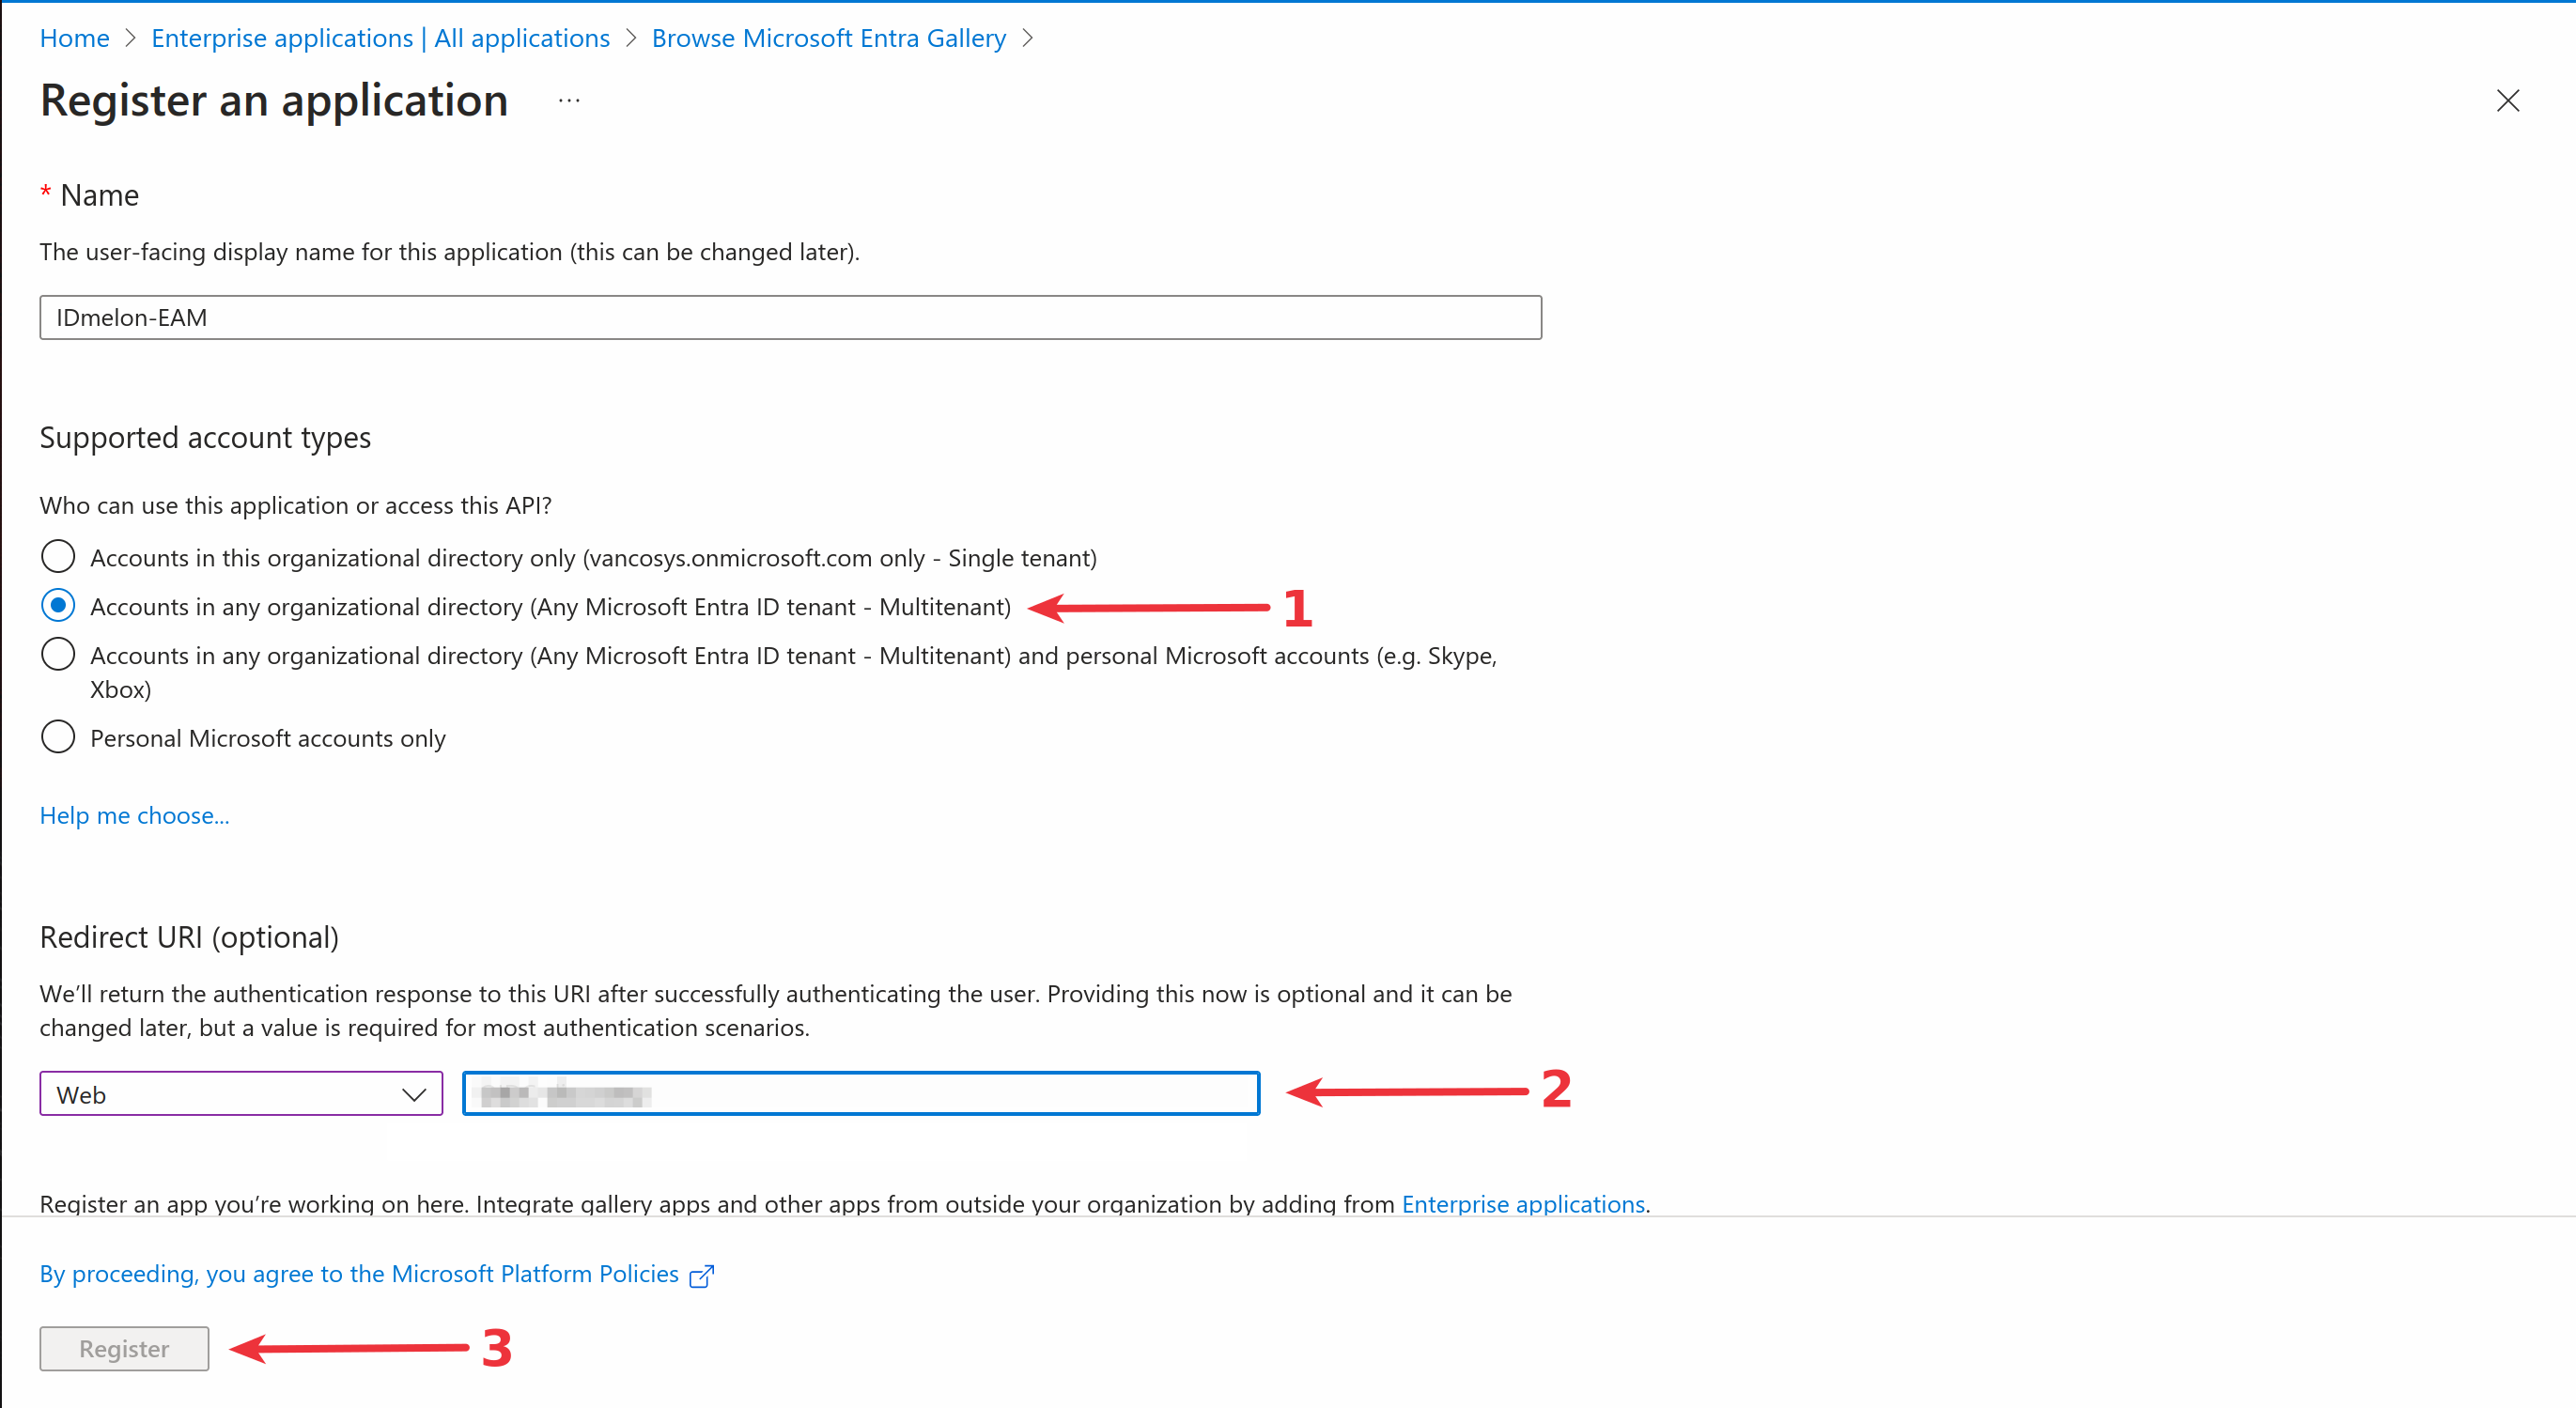 Home > Enterprise applications | All applications > Browse Microsoft Entra Gallery >
Register an application ...
* Name
The user-facing display name for this application (this can be changed later).
IDmelon-EAM
Supported account types
Who can use this application or access this API?
Accounts in this organizational directory only (vancosys.onmicrosoft.com only - Single tenant)
Accounts in any organizational directory (Any Microsoft Entra ID tenant - Multitenant)
1
Accounts in any organizational directory (Any Microsoft Entra ID tenant - Multitenant) and personal Microsoft accounts (e.g. Skype,
Xbox)
Personal Microsoft accounts only
Help me choose...
Redirect URI (optional)
We’ll return the authentication response to this URI after successfully authenticating the user. Providing this now is optional and it can be
changed later, but a value is required for most authentication scenarios.
Web
2
Register an app you’re working on here. Integrate gallery apps and other apps from outside your organization by adding from Enterprise applications.
By proceeding, you agree to the Microsoft Platform Policies
Register
3